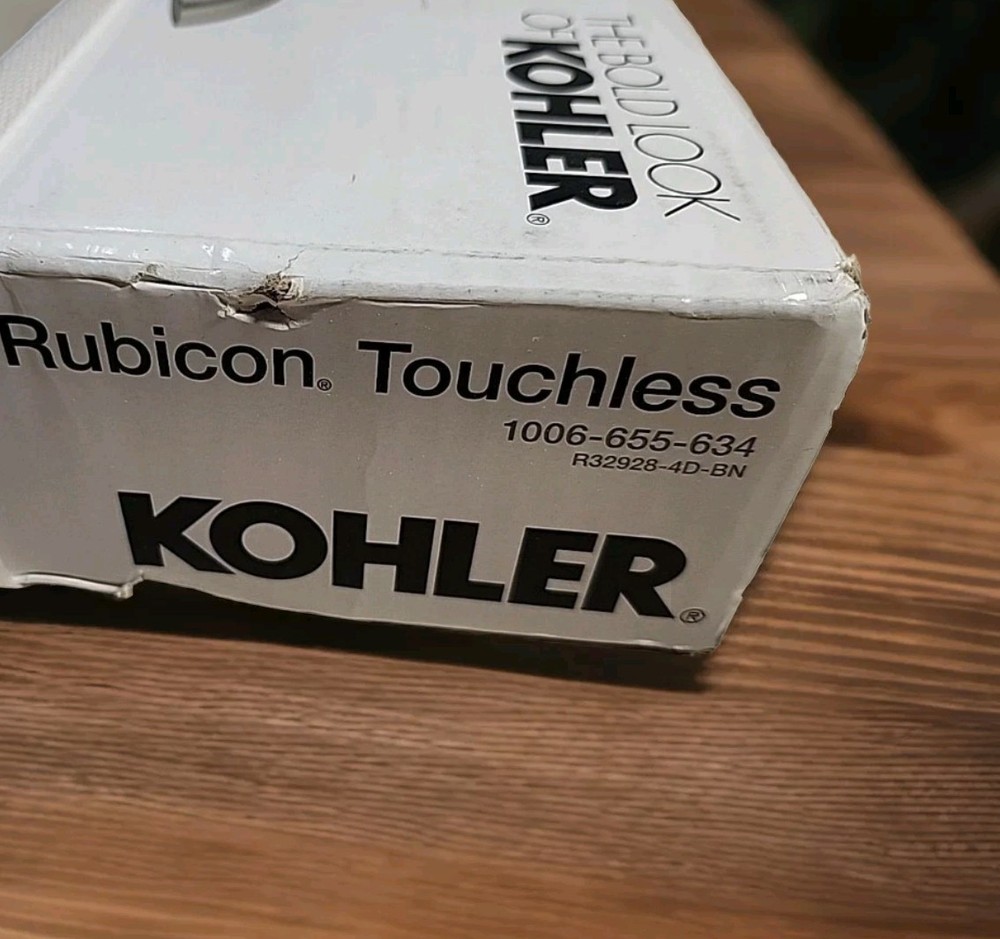 THE BOLD LOOK
OF KOHLER®
Rubicon® Touchless
1006-655-634
R32928-4D-BN
KOHLER®